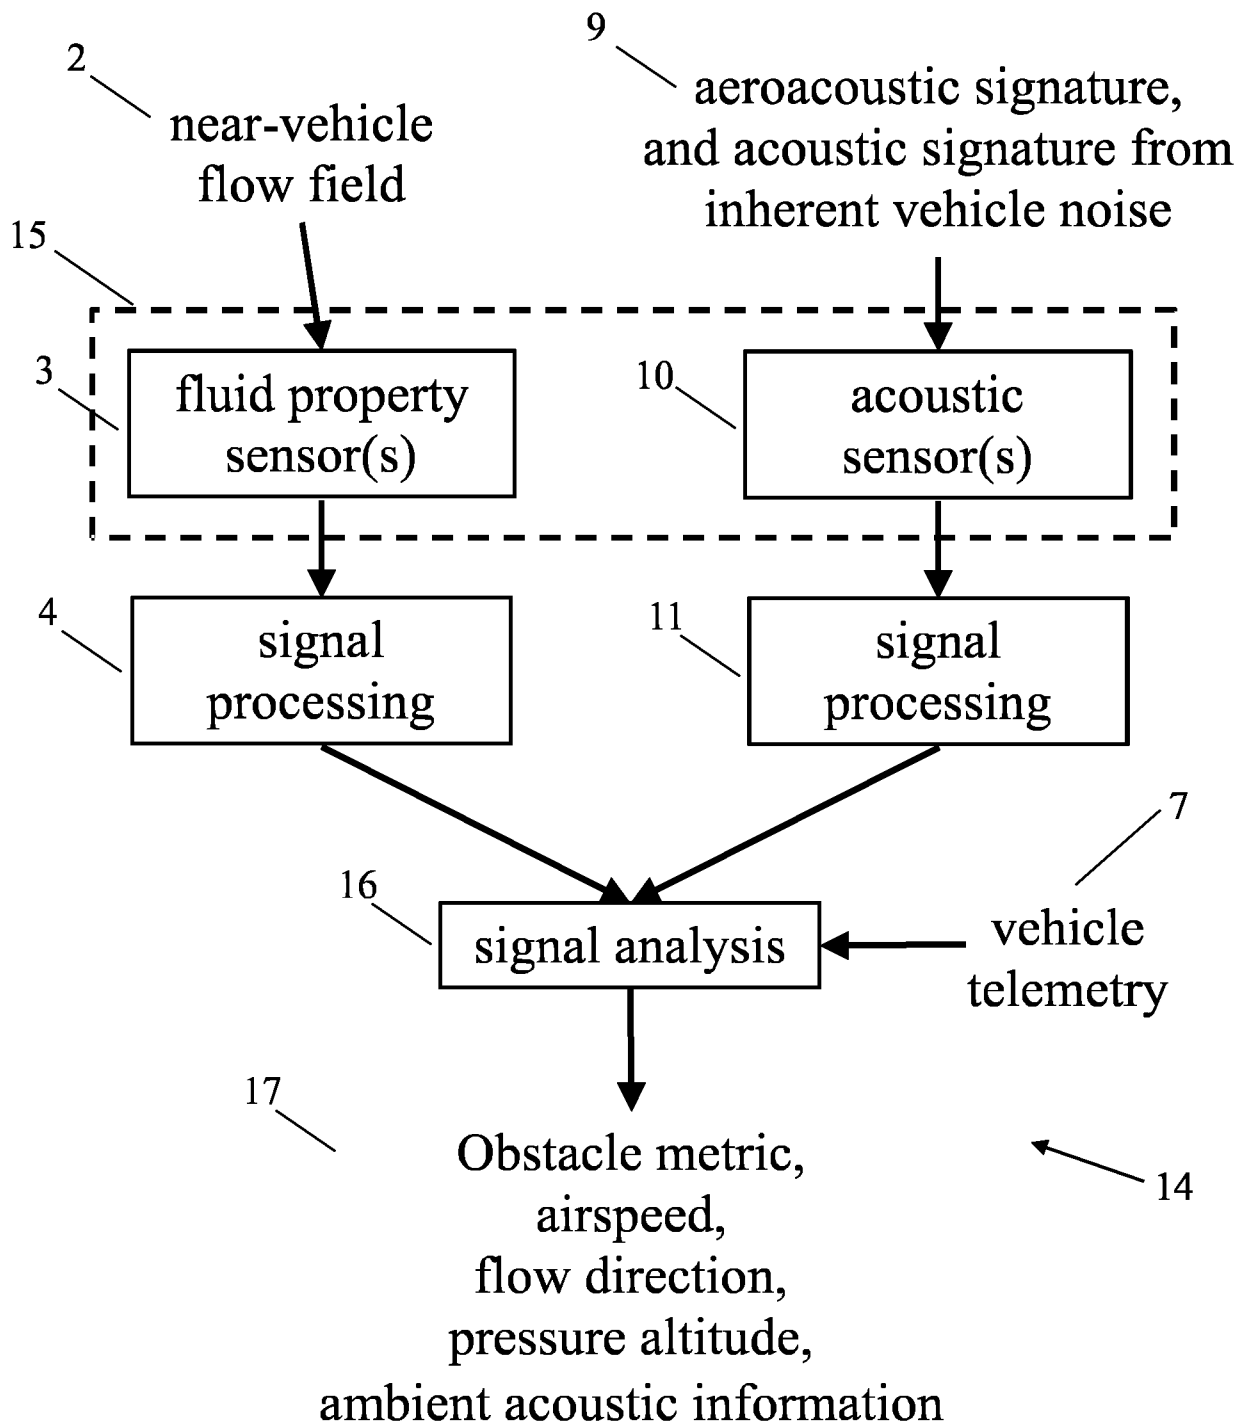 2
near-vehicle
flow field
9
aeroacoustic signature,
and acoustic signature from
inherent vehicle noise
15
3
fluid property
sensor(s)
10
acoustic
sensor(s)
4
signal
processing
11
signal
processing
7
vehicle
telemetry
16
signal analysis
17
Obstacle metric,
airspeed,
flow direction,
pressure altitude,
ambient acoustic information
14